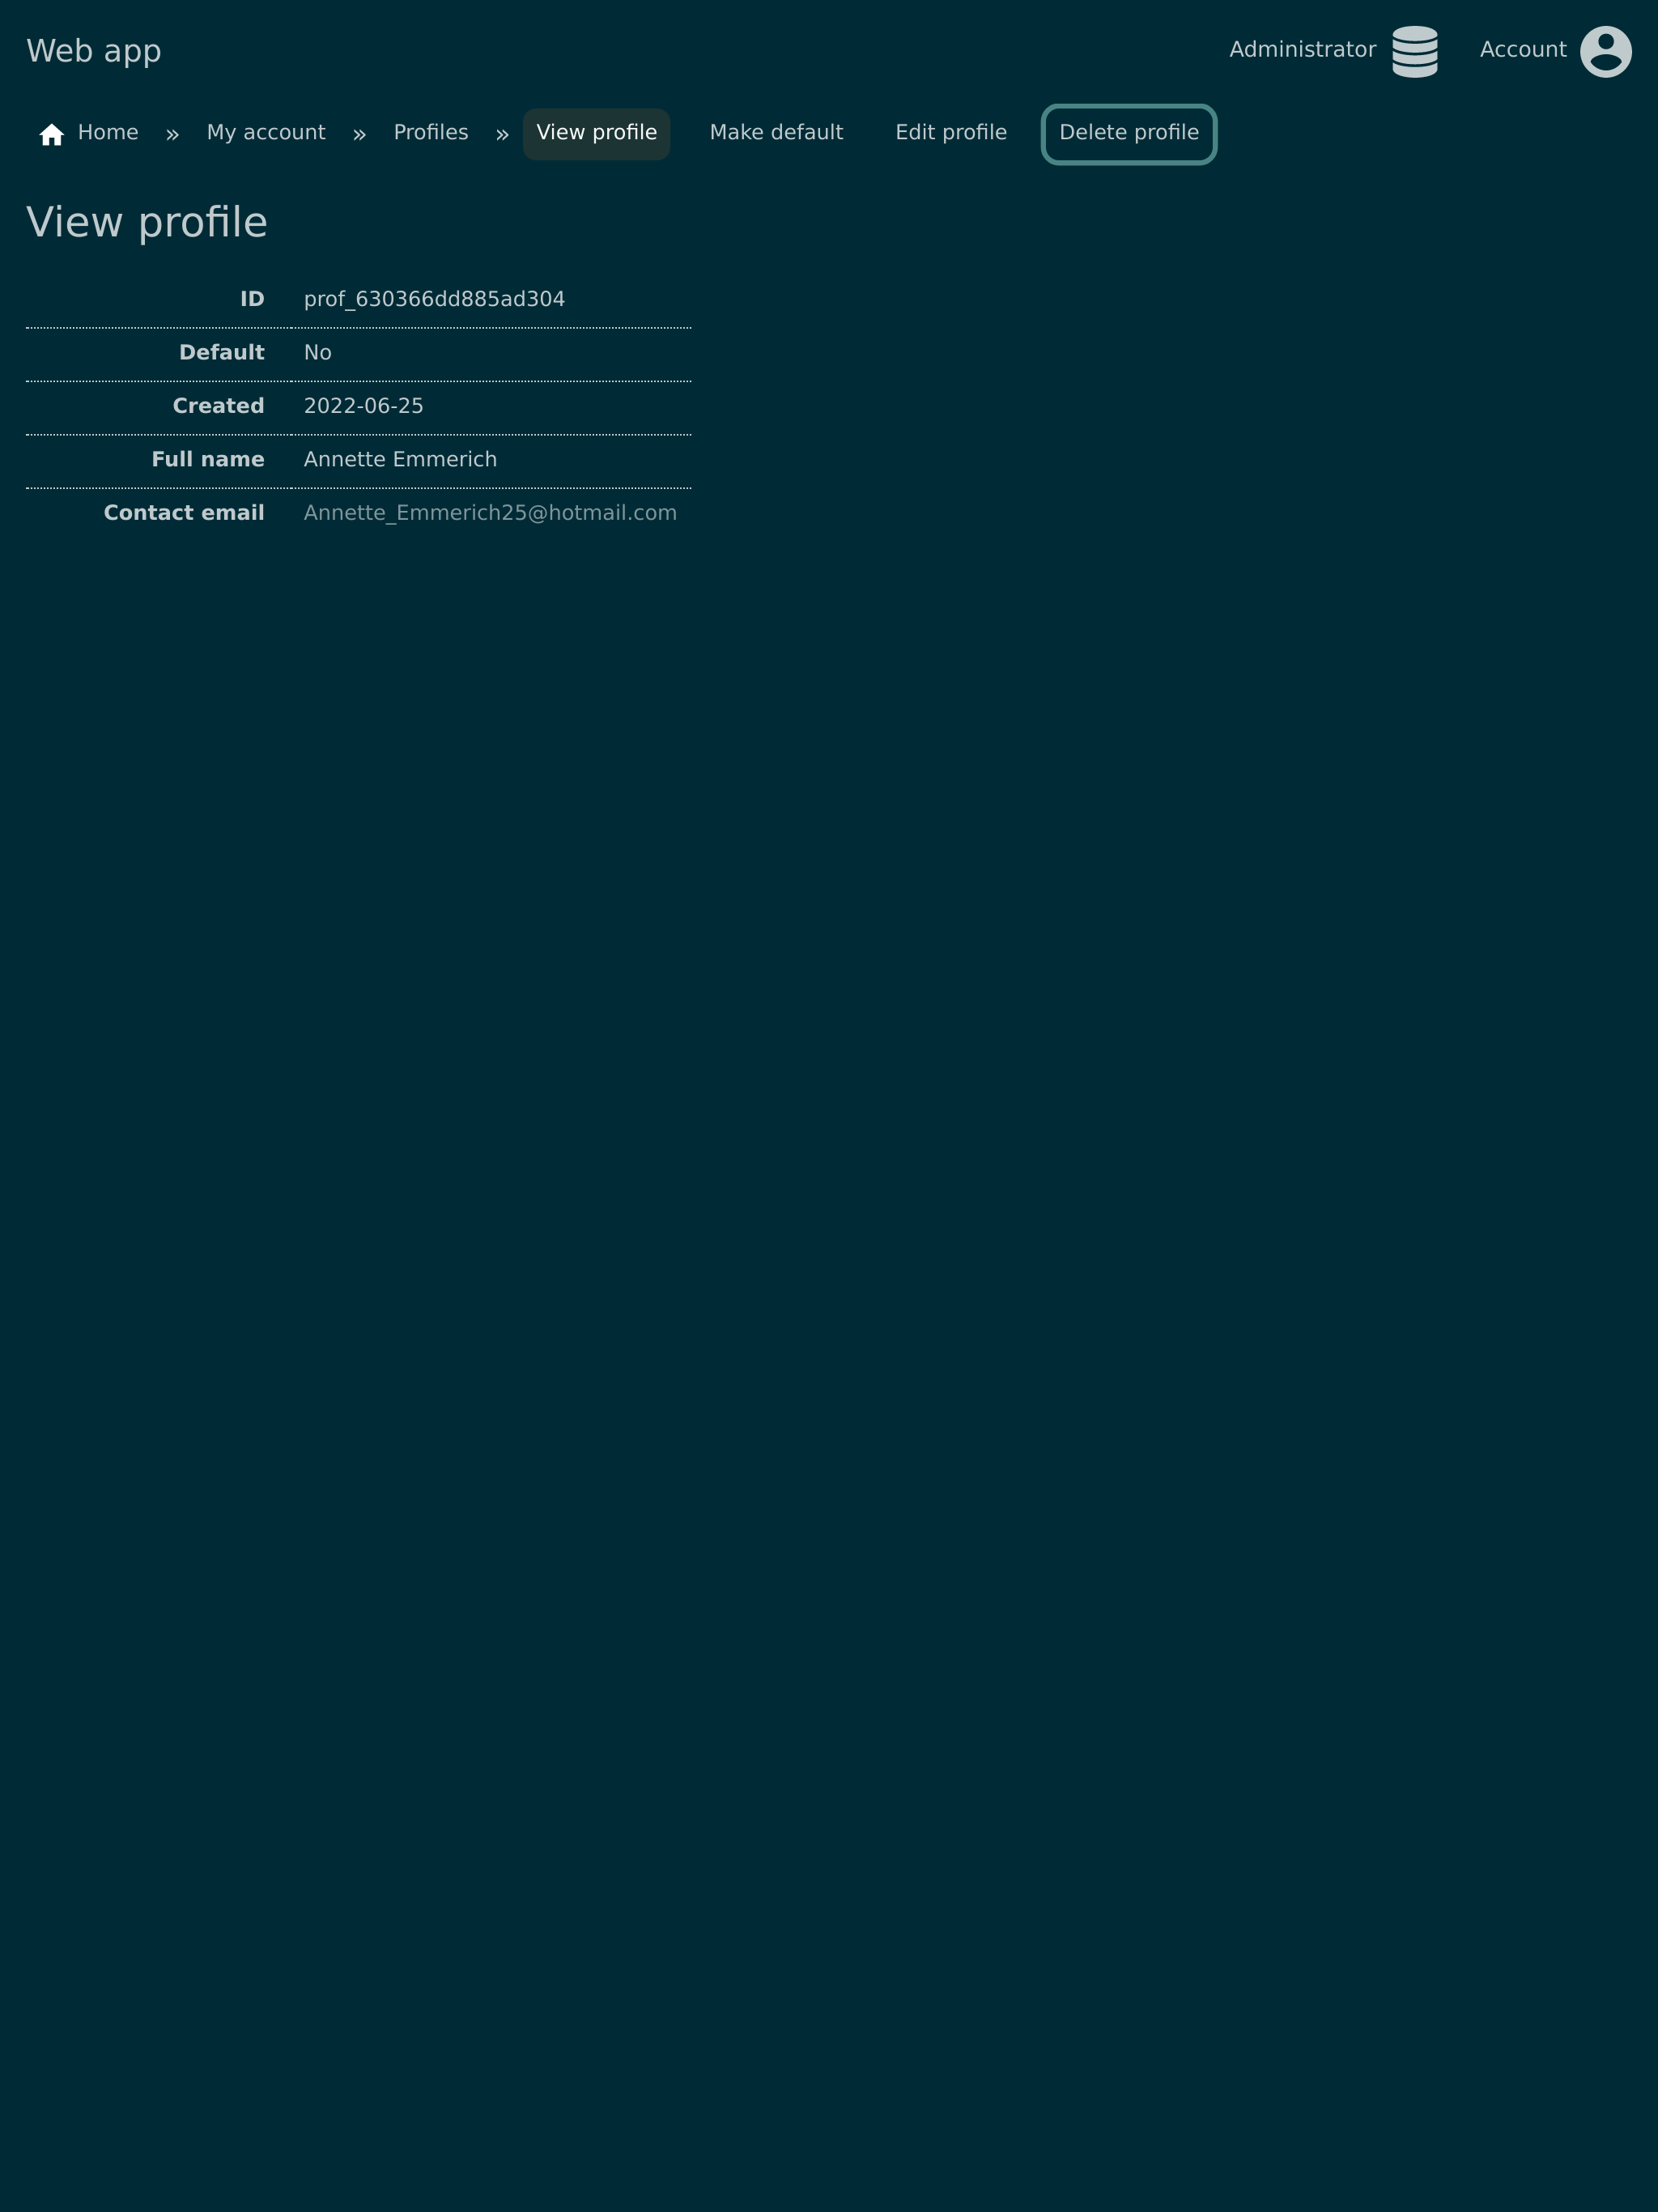 Web app
Administrator
Account
Home » My account » Profiles » View profile Make default Edit profile Delete profile
View profile
ID prof_630366dd885ad304
Default No
Created 2022-06-25
Full name Annette Emmerich
Contact email Annette_Emmerich25@hotmail.com